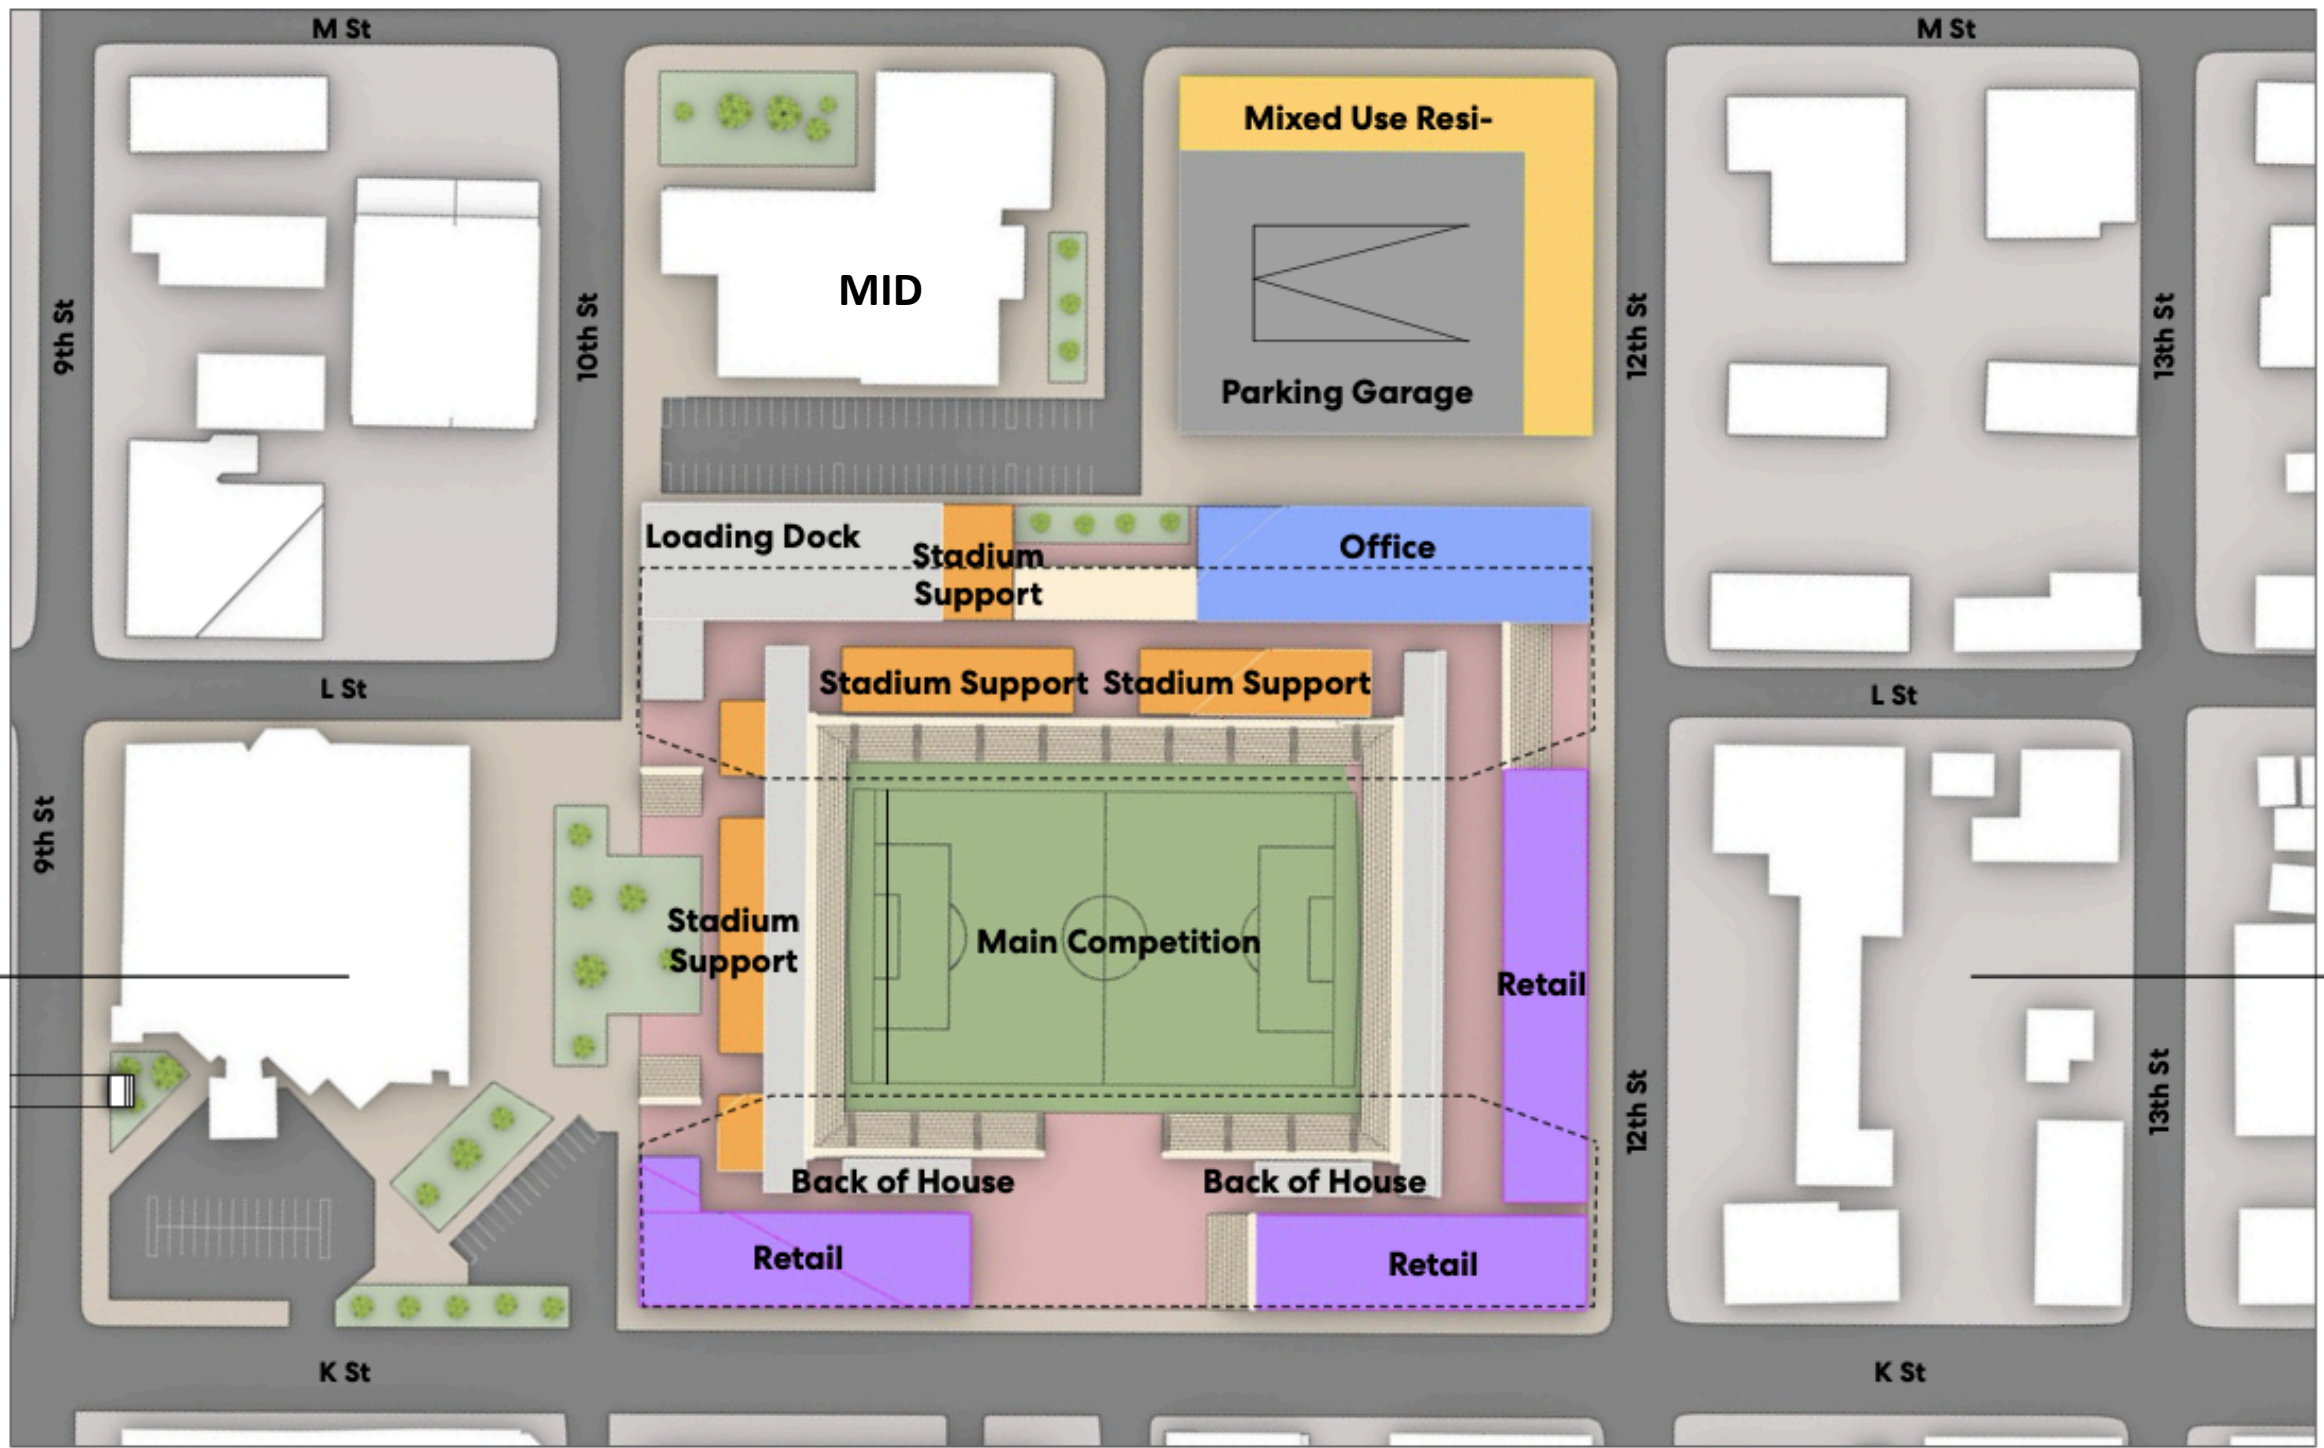 M St
M St
Mixed Use Resi-
MID
9th St
10th St
12th St
13th St
Parking Garage
Loading Dock
Stadium
Support
Office
L St
Stadium Support
Stadium Support
L St
9th St
Stadium
Support
Main Competition
Retail
12th St
13th St
Back of House
Back of House
Retail
Retail
K St
K St